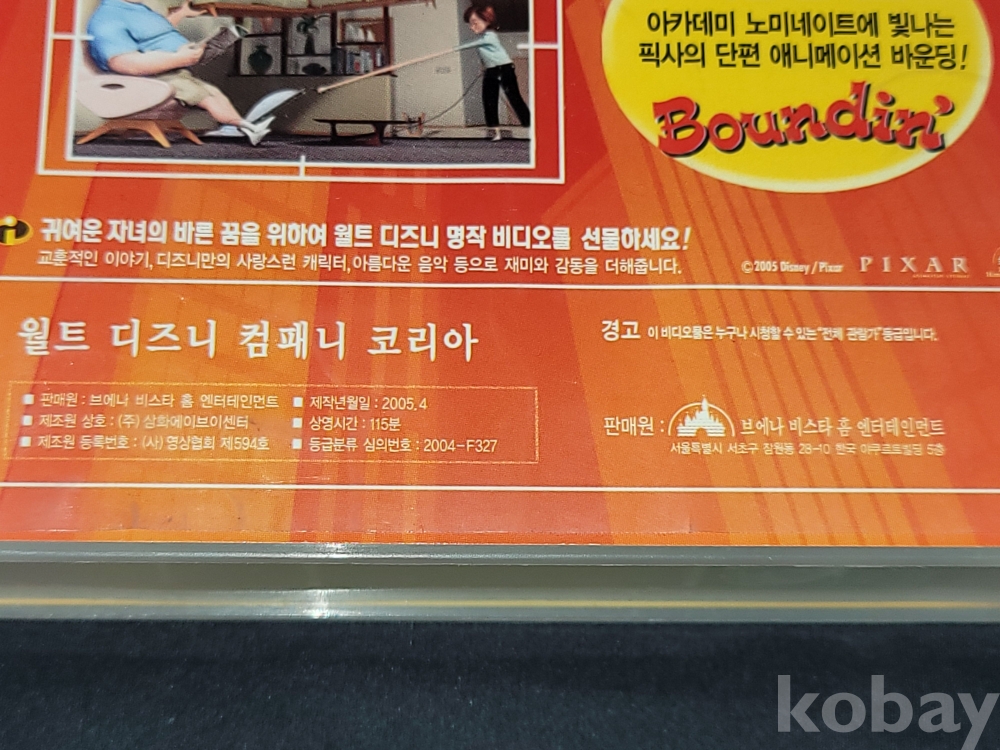 아카데미 노미네이트에 빛나는
픽사의 단편 애니메이션 바운딩!
Boundin'
귀여운 자녀의 바른 꿈을 위하여 월트 디즈니 명작 비디오를 선물하세요!
교훈적인 이야기, 디즈니만의 사랑스런 캐릭터, 아름다운 음악 등으로 재미와 감동을 더해줍니다.
©2005 Disney/Pixar PIXAR
월트 디즈니 컴패니 코리아
경고 이 비디오물은 누구나 시청할 수 있는 "전체 관람가" 등급입니다.
■ 판매원 : 브에나 비스타 홈 엔터테인먼트 ■ 제작년월일 : 2005. 4
■ 제조원 상호 : (주) 상화에이브이센터 ■ 상영시간 : 115분
■ 제조원 등록번호 : (사) 영상협회 제594호 ■ 등급분류 심의번호 : 2004-F327
판매원 : 브에나 비스타 홈 엔터테인먼트
서울특별시 서초구 잠원동 28-10 한국 야쿠르트빌딩 5층
kobay